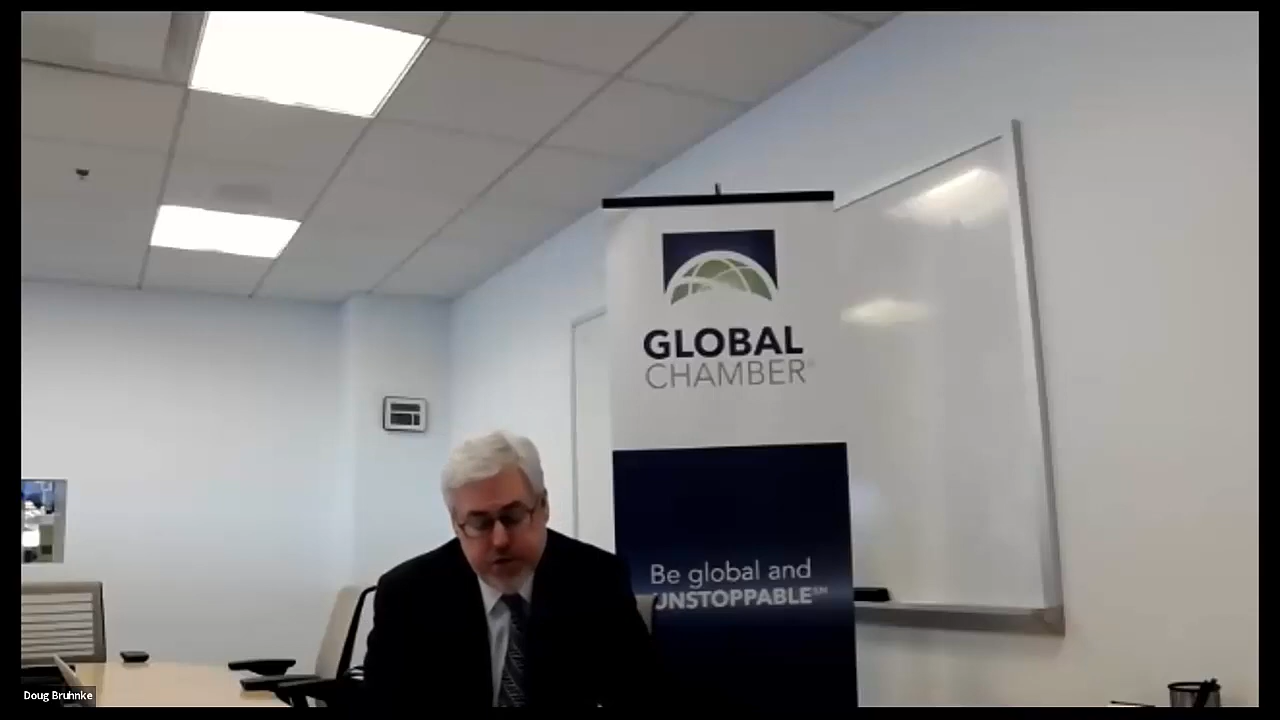 GLOBAL
CHAMBER®
Be global and
UNSTOPPABLE℠
Doug Bruhnke